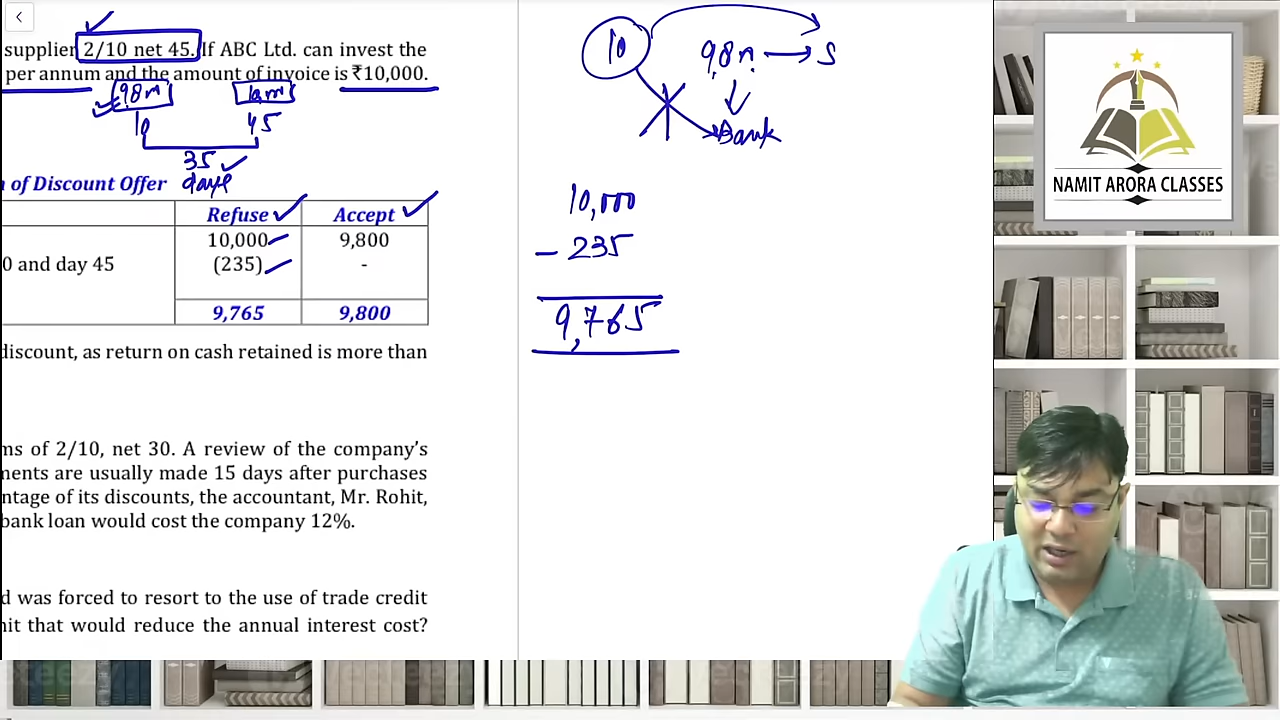 supplier 2/10 net 45. If ABC Ltd. can invest the
per annum and the amount of invoice is ₹10,000.
10 45
35
days
n of Discount Offer
Refuse Accept
10,000 9,800
0 and day 45 (235) -
9,765 9,800
discount, as return on cash retained is more than
ms of 2/10, net 30. A review of the company's
nents are usually made 15 days after purchases
ntage of its discounts, the accountant, Mr. Rohit,
bank loan would cost the company 12%.
d was forced to resort to the use of trade credit
nit that would reduce the annual interest cost?
10 S
Bank
10,000
- 235
9,765
NAMIT ARORA CLASSES